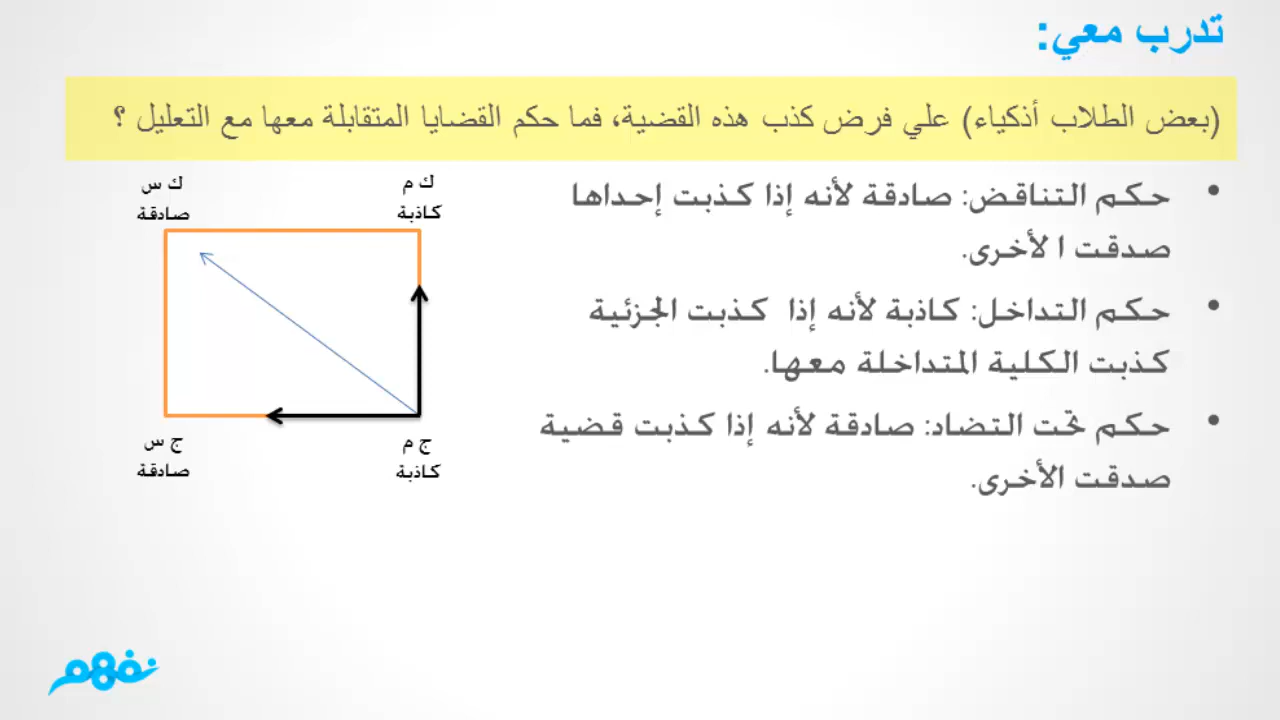 تدرب معي:
(بعض الطلاب أذكياء) علي فرض كذب هذه القضية، فما حكم القضايا المتقابلة معها مع التعليل ؟
• حكم التناقض: صادقة لأنه إذا كذبت إحداها
صدقت ا لأخرى.
• حكم التداخل: كاذبة لأنه إذا كذبت الجزئية
كذبت الكلية المتداخلة معها.
• حكم تحت التضاد: صادقة لأنه إذا كذبت قضية
صدقت الأخرى.
ك م
كاذبة
ك س
صادقة
ج م
كاذبة
ج س
صادقة
نفهم